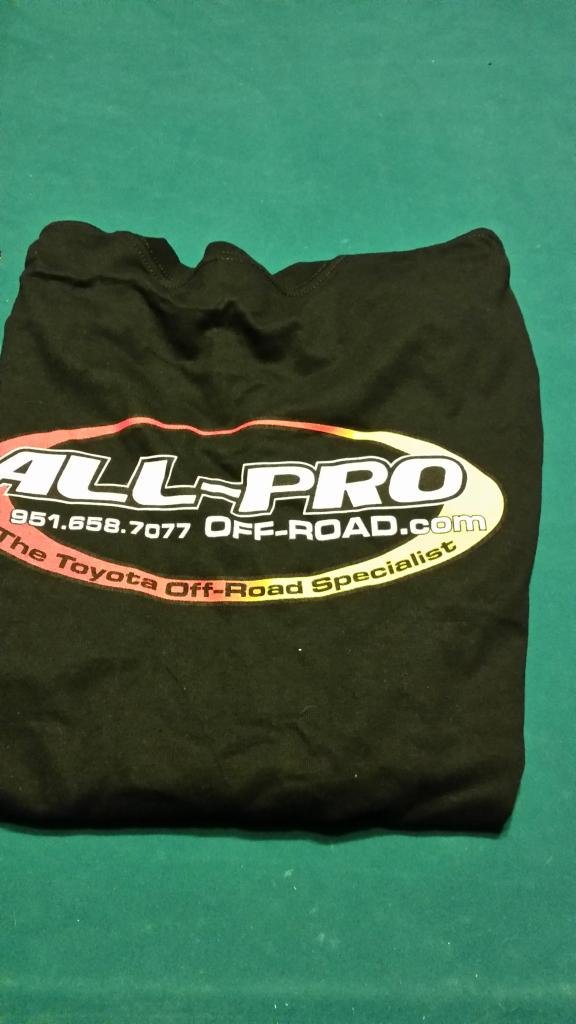 ALL-PRO
951.658.7077 OFF-ROAD.com
The Toyota Off-Road Specialist